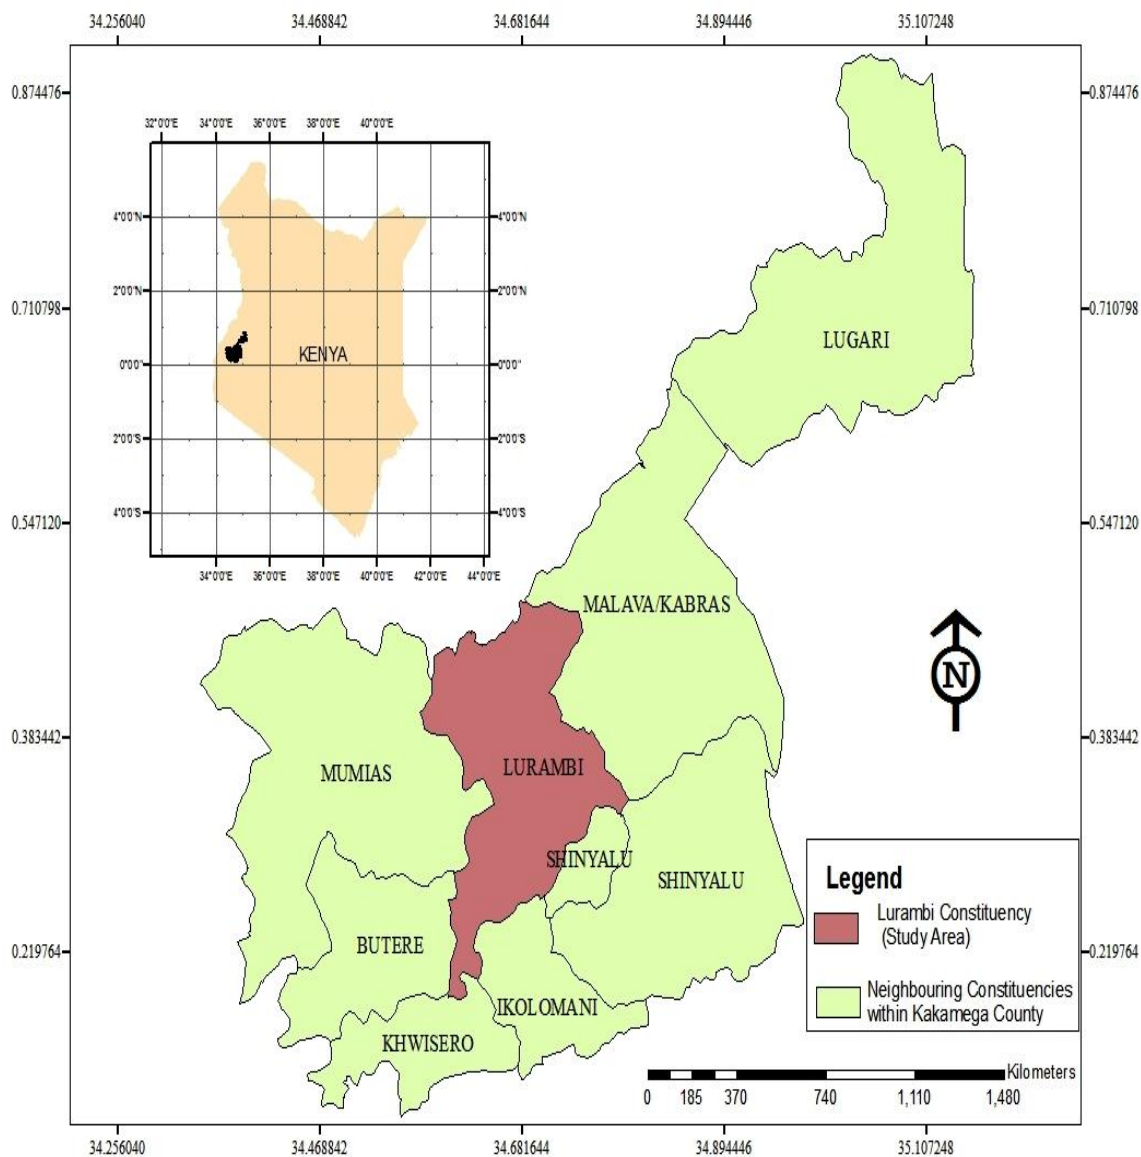 34.256040 34.468842 34.681644 34.894446 35.107248
0.874476 0.874476
32°0'0"E 34°0'0"E 36°0'0"E 38°0'0"E 40°0'0"E
4°0'0"N 4°0'0"N
2°0'0"N 2°0'0"N
0.710798 0.710798
LUGARI
KENYA
0°0'0" 0°0'0"
2°0'0"S 2°0'0"S
4°0'0"S 4°0'0"S
0.547120 0.547120
34°0'0"E 36°0'0"E 38°0'0"E 40°0'0"E 42°0'0"E 44°0'0"E
MALAVA/KABRAS
N
0.383442 0.383442
MUMIAS
LURAMBI
SHINYALU
SHINYALU
Legend
Lurambi Constituency
(Study Area)
BUTERE
0.219764 0.219764
Neighbouring Constituencies
within Kakamega County
IKOLOMANI
KHWISERO
Kilometers
0 185 370 740 1,110 1,480
34.256040 34.468842 34.681644 34.894446 35.107248